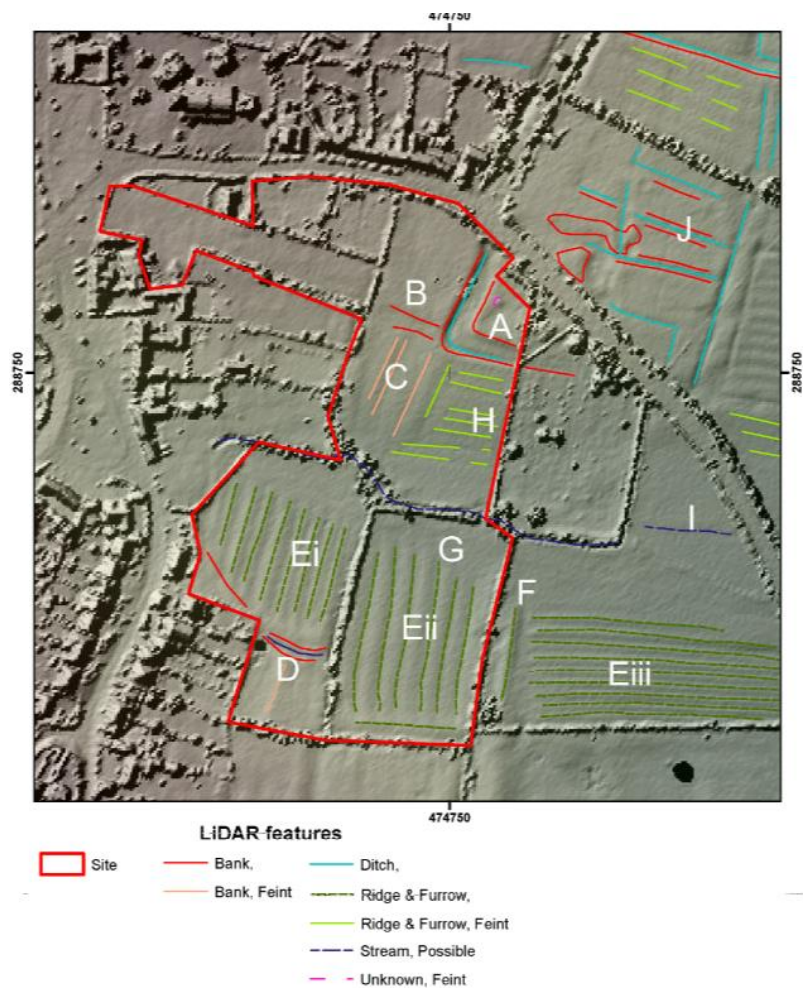 474750
288750
288750
J
B
A
C
H
I
Ei
G
F
Eii
D
Eiii
474750
LiDAR features
Site
Bank,
Ditch,
Bank, Feint
Ridge & Furrow,
Ridge & Furrow, Feint
Stream, Possible
Unknown, Feint